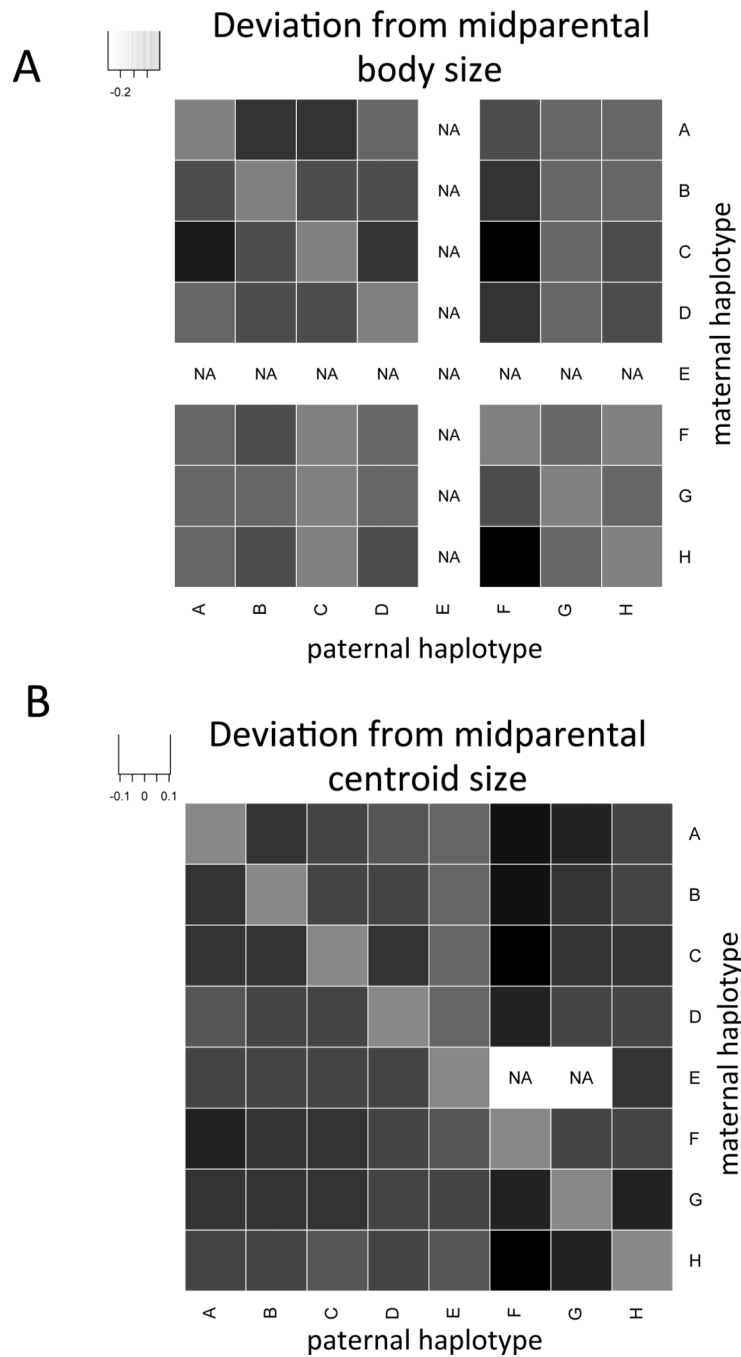 A
Deviation from midparental
body size
-0.2
NA A
NA B
NA C
NA D
NA NA NA NA NA NA NA NA E
NA F
NA G
NA H
maternal haplotype
A B C D E F G H
paternal haplotype
B
Deviation from midparental
centroid size
-0.1 0 0.1
A
B
C
D
NA NA E
F
G
H
maternal haplotype
A B C D E F G H
paternal haplotype